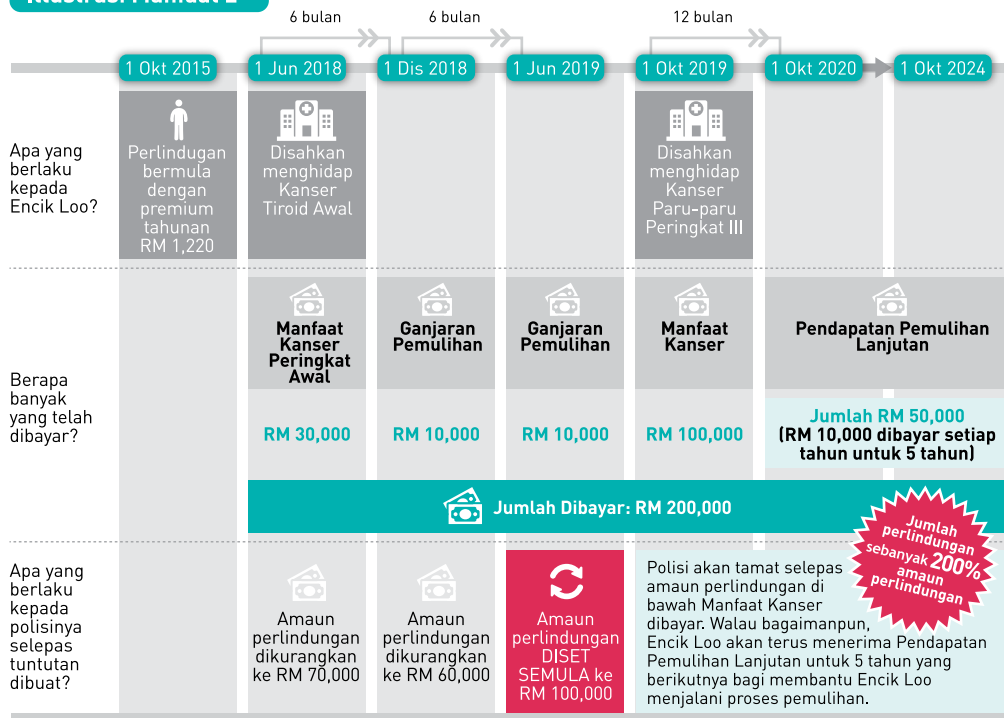 Ilustrasi Manfaat 2
6 bulan
6 bulan
12 bulan
1 Okt 2015
1 Jun 2018
1 Dis 2018
1 Jun 2019
1 Okt 2019
1 Okt 2020
1 Okt 2024
Apa yang
berlaku
kepada
Encik Loo?
Perlindugan
bermula
dengan
premium
tahunan
RM 1,220
Disahkan
menghidap
Kanser
Tiroid Awal
Disahkan
menghidap
Kanser
Paru-paru
Peringkat III
Berapa
banyak
yang telah
dibayar?
Manfaat
Kanser
Peringkat
Awal
Ganjaran
Pemulihan
Ganjaran
Pemulihan
Manfaat
Kanser
Pendapatan Pemulihan
Lanjutan
RM 30,000
RM 10,000
RM 10,000
RM 100,000
Jumlah RM 50,000
(RM 10,000 dibayar setiap
tahun untuk 5 tahun)
Jumlah Dibayar: RM 200,000
Jumlah
perlindungan
sebanyak 200%
amaun
perlindungan
Apa yang
berlaku
kepada
polisinya
selepas
tuntutan
dibuat?
Amaun
perlindungan
dikurangkan
ke RM 70,000
Amaun
perlindungan
dikurangkan
ke RM 60,000
Amaun
perlindungan
DISET
SEMULA ke
RM 100,000
Polisi akan tamat selepas
amaun perlindungan di
bawah Manfaat Kanser
dibayar. Walau bagaimanpun,
Encik Loo akan terus menerima Pendapatan
Pemulihan Lanjutan untuk 5 tahun yang
berikutnya bagi membantu Encik Loo
menjalani proses pemulihan.